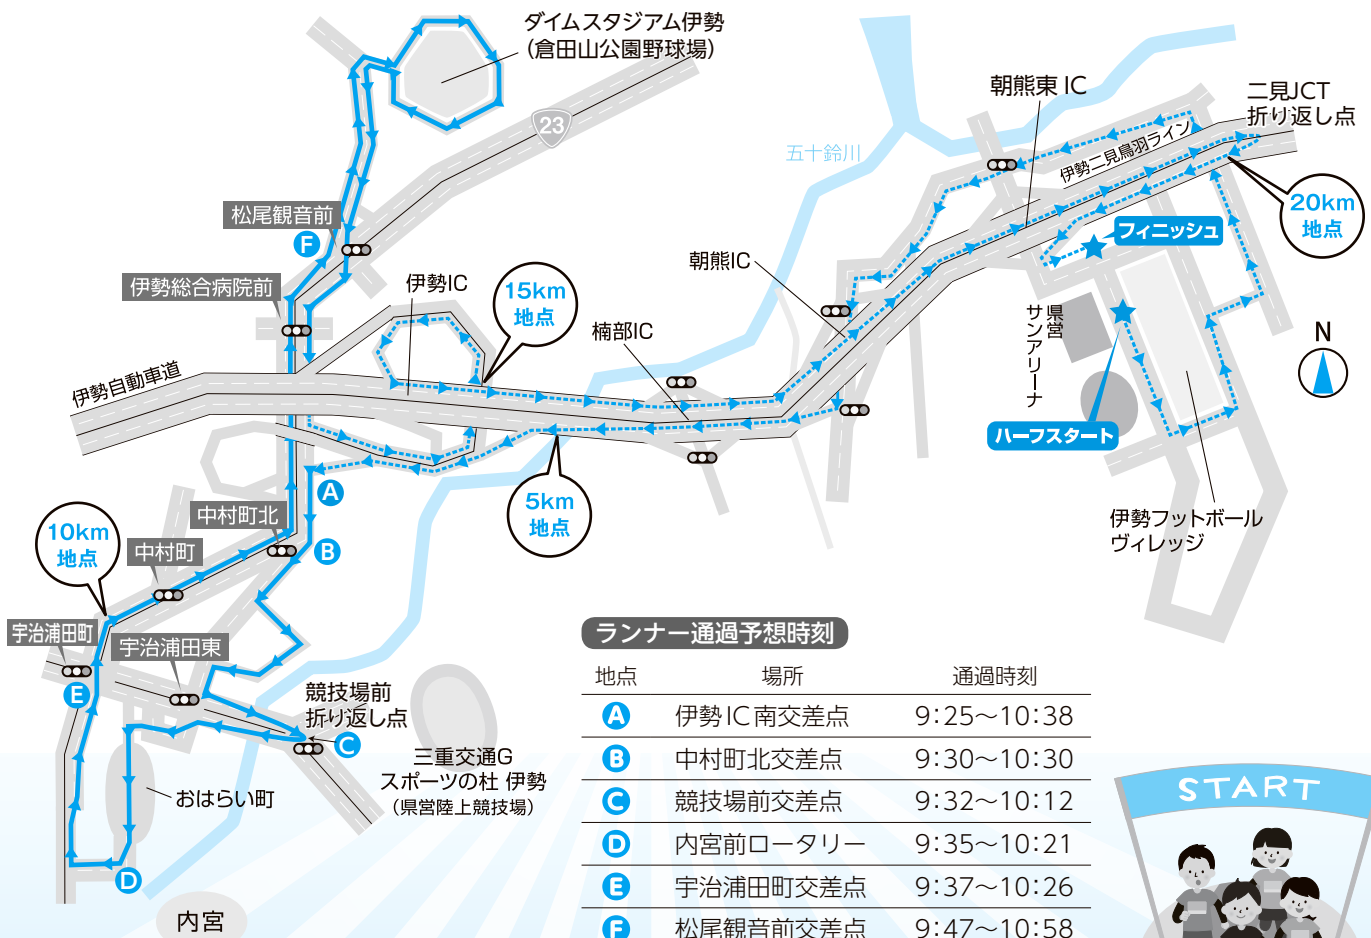 ダイムスタジアム伊勢
（倉田山公園野球場）
23
朝熊東 IC
二見JCT
折り返し点
五十鈴川
伊勢二見鳥羽ライン
20km
地点
松尾観音前
F
フィニッシュ
伊勢総合病院前
伊勢IC
15km
地点
朝熊IC
楠部IC
県営
サンアリーナ
N
伊勢自動車道
ハーフスタート
A
5km
地点
中村町北
B
10km
地点
中村町
伊勢フットボール
ヴィレッジ
宇治浦田町
宇治浦田東
E
競技場前
折り返し点
C
三重交通G
スポーツの杜 伊勢
（県営陸上競技場）
おはらい町
D
内宮
ランナー通過予想時刻
地点 場所 通過時刻
A 伊勢IC南交差点 9:25〜10:38
B 中村町北交差点 9:30〜10:30
C 競技場前交差点 9:32〜10:12
D 内宮前ロータリー 9:35〜10:21
E 宇治浦田町交差点 9:37〜10:26
F 松尾観音前交差点 9:47〜10:58
START